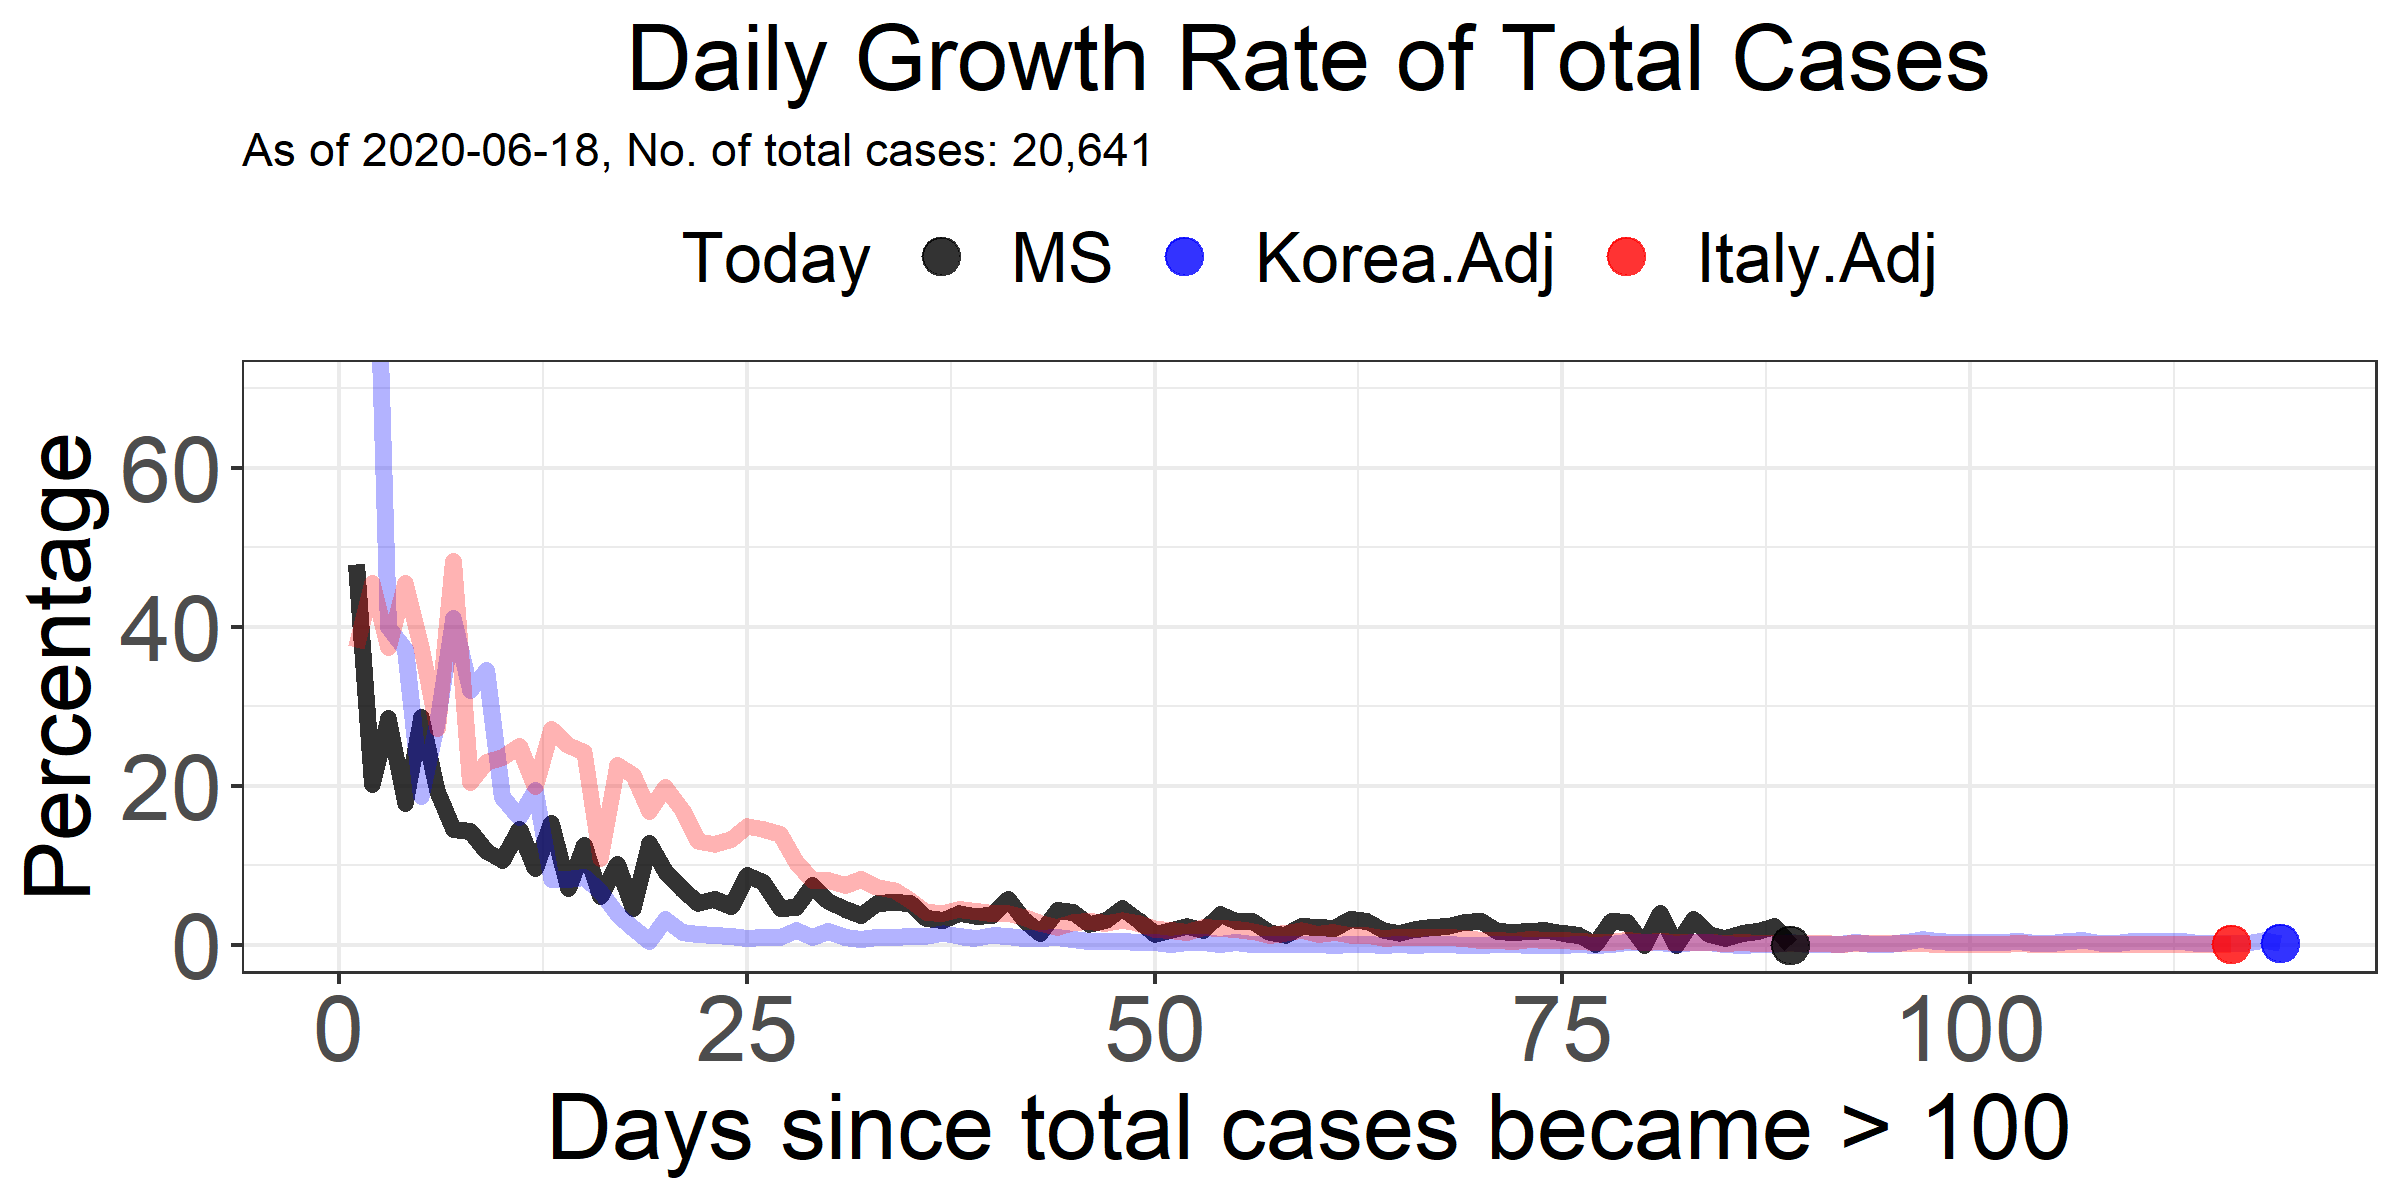 Daily Growth Rate of Total Cases
As of 2020-06-18, No. of total cases: 20,641
Today MS Korea.Adj Italy.Adj
Percentage
60
40
20
0
0 25 50 75 100
Days since total cases became > 100